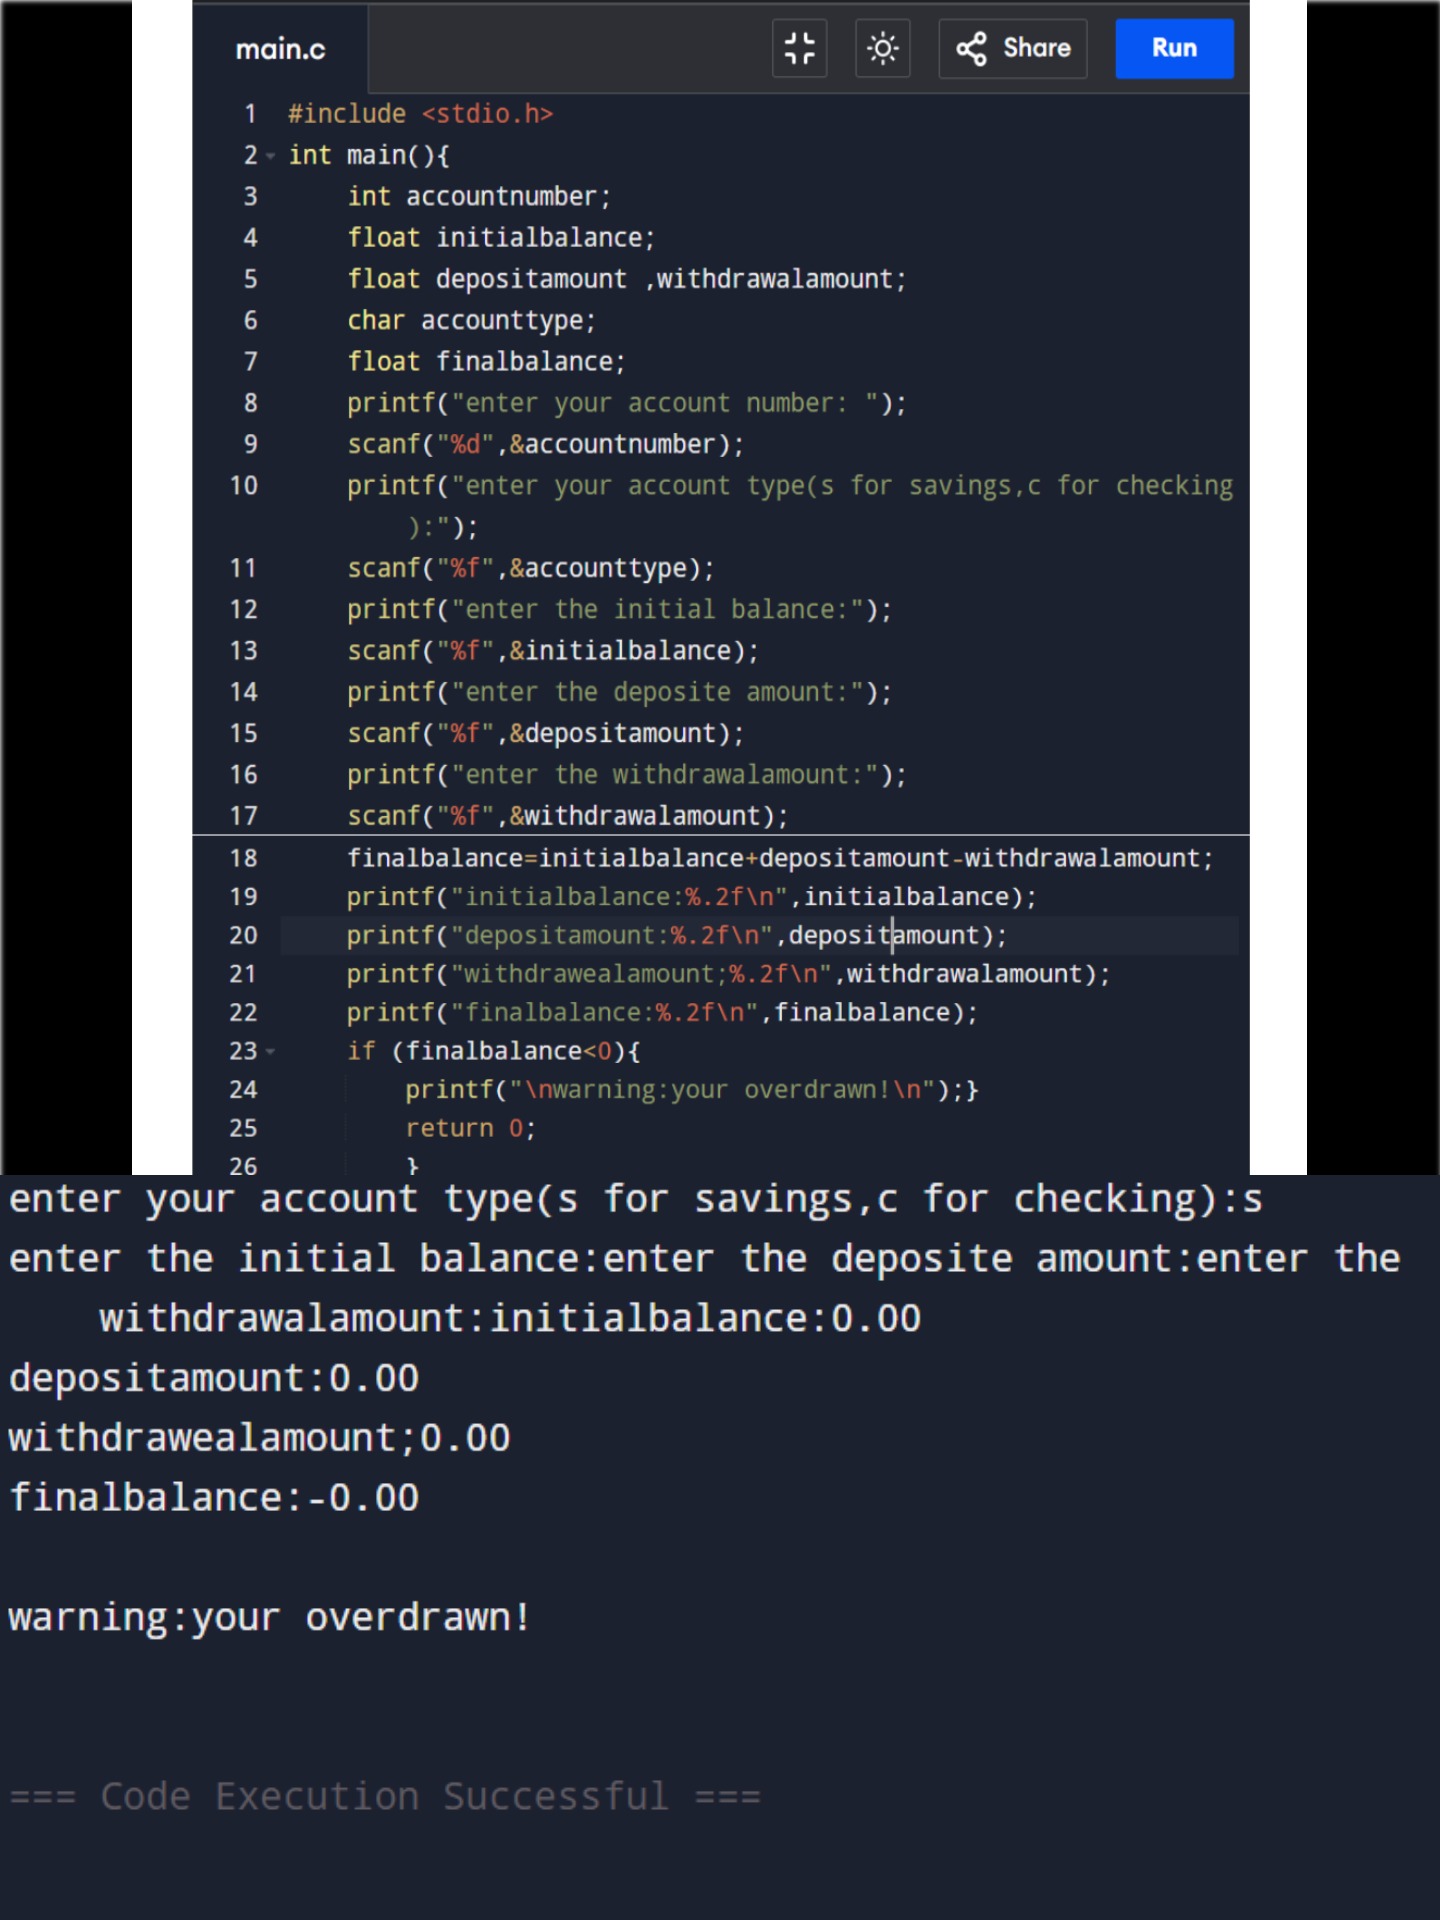 main.c Share Run
1 #include <stdio.h>
2 int main(){
3 int accountnumber;
4 float initialbalance;
5 float depositamount ,withdrawalamount;
6 char accounttype;
7 float finalbalance;
8 printf("enter your account number: ");
9 scanf("%d",&accountnumber);
10 printf("enter your account type(s for savings,c for checking
):");
11 scanf("%f",&accounttype);
12 printf("enter the initial balance:");
13 scanf("%f",&initialbalance);
14 printf("enter the deposite amount:");
15 scanf("%f",&depositamount);
16 printf("enter the withdrawalamount:");
17 scanf("%f",&withdrawalamount);
18 finalbalance=initialbalance+depositamount-withdrawalamount;
19 printf("initialbalance:%.2f\n",initialbalance);
20 printf("depositamount:%.2f\n",depositamount);
21 printf("withdrawealamount;%.2f\n",withdrawalamount);
22 printf("finalbalance:%.2f\n",finalbalance);
23 if (finalbalance<0){
24 printf("\nwarning:your overdrawn!\n");}
25 return 0;
26 }
enter your account type(s for savings,c for checking):s
enter the initial balance:enter the deposite amount:enter the
withdrawalamount:initialbalance:0.00
depositamount:0.00
withdrawealamount;0.00
finalbalance:-0.00
warning:your overdrawn!
=== Code Execution Successful ===